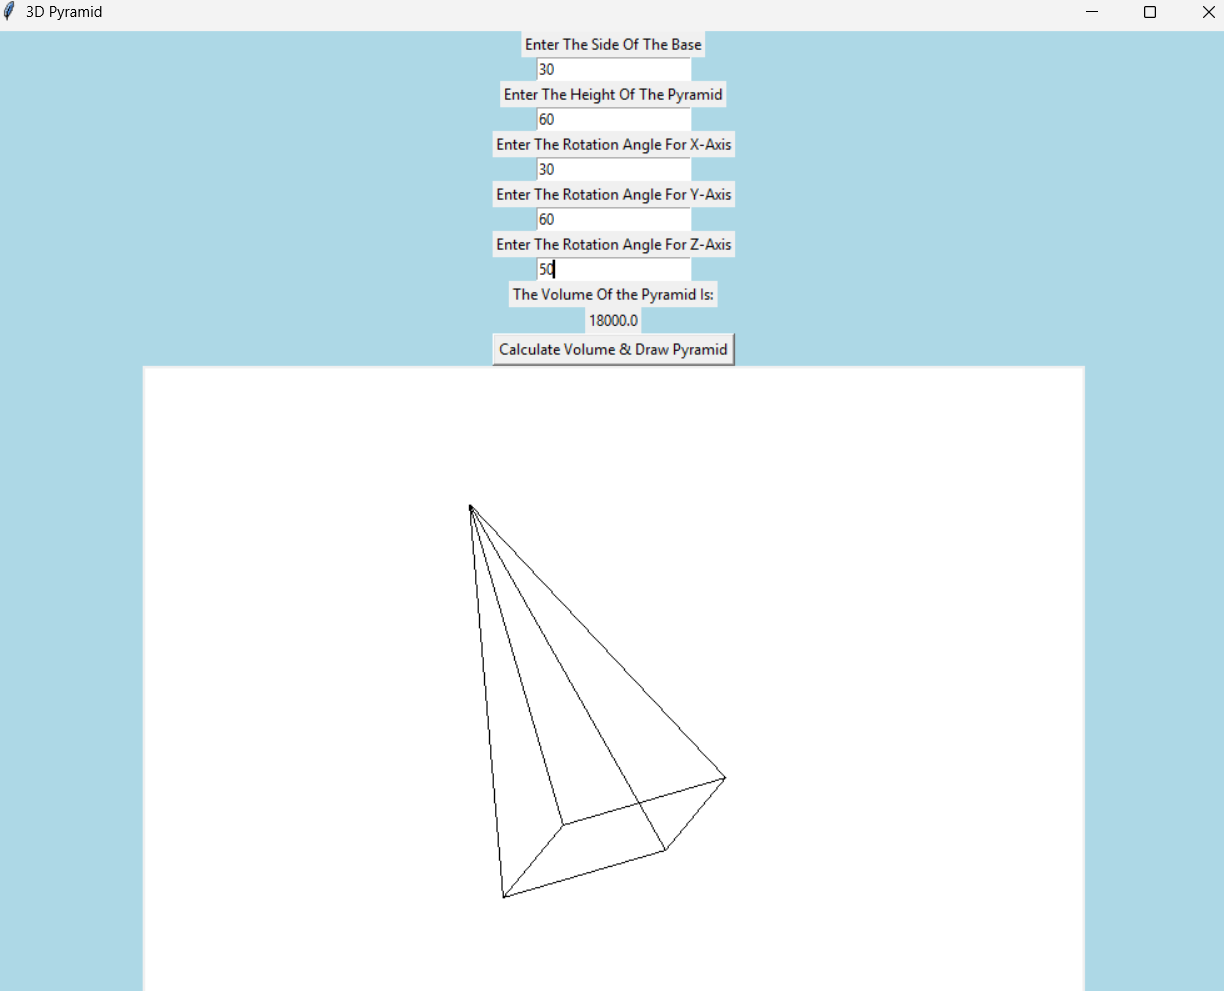 3D Pyramid
Enter The Side Of The Base
30
Enter The Height Of The Pyramid
60
Enter The Rotation Angle For X-Axis
30
Enter The Rotation Angle For Y-Axis
60
Enter The Rotation Angle For Z-Axis
50
The Volume Of the Pyramid Is:
18000.0
Calculate Volume & Draw Pyramid